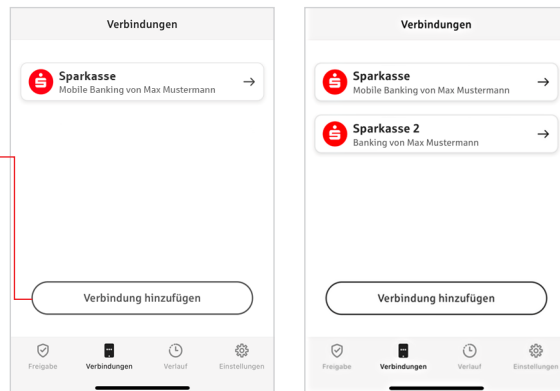 Verbindungen
Sparkasse
Mobile Banking von Max Mustermann
Verbindung hinzufügen
Freigabe
Verbindungen
Verlauf
Einstellungen
Verbindungen
Sparkasse
Mobile Banking von Max Mustermann
Sparkasse 2
Banking von Max Mustermann
Verbindung hinzufügen
Freigabe
Verbindungen
Verlauf
Einstellungen